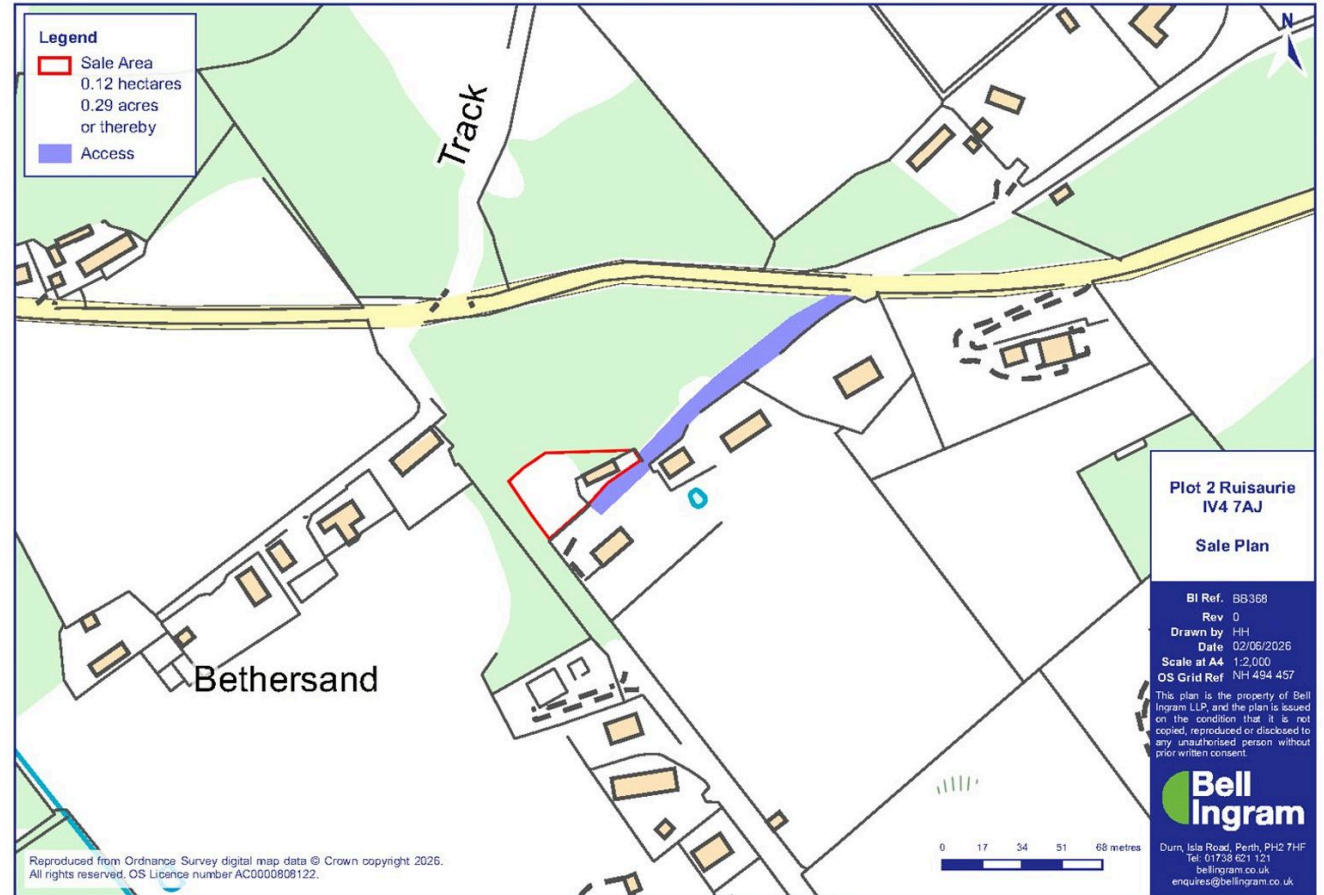 Legend
Sale Area
0.12 hectares
0.29 acres
or thereby
Access
Track
N
Bethersand
Plot 2 Ruisaurie
IV4 7AJ
Sale Plan
BI Ref. BB368
Rev 0
Drawn by HH
Date 02/06/2026
Scale at A4 1:2,000
OS Grid Ref NH 494 457
This plan is the property of Bell
Ingram LLP, and the plan is issued
on the condition that it is not
copied, reproduced or disclosed to
any unauthorised person without
prior written consent.
Bell
Ingram
Durn, Isla Road, Perth, PH2 7HF
Tel: 01738 621 121
bellingram.co.uk
enquires@bellingram.co.uk
0 17 34 51 68 metres
Reproduced from Ordnance Survey digital map data © Crown copyright 2026.
All rights reserved. OS Licence number AC0000808122.